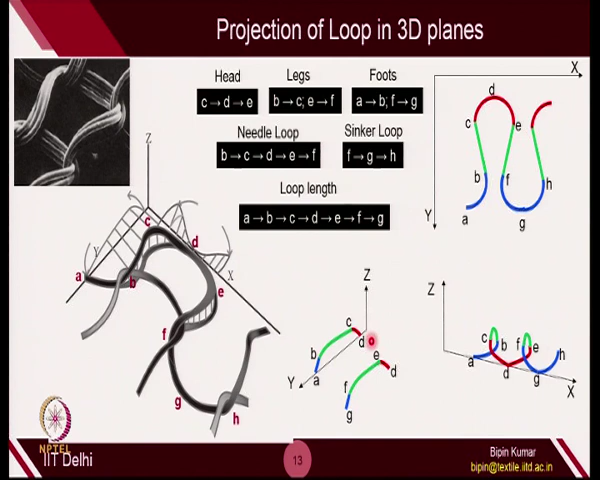 Projection of Loop in 3D planes
Head
Legs
Foots
c→d→e
b→c; e→f
a→b; f→g
Needle Loop
Sinker Loop
b→c→d→e→f
f→g→h
Loop length
a→b→c→d→e→f→g
X
d
c
e
b
f
h
a
g
Y
Z
c
Y
d
a
X
b
e
f
g
h
Z
c
d
e
b
d
a
f
Y
g
Z
c
b
f
e
h
a
d
g
X
NPTEL
IIT Delhi
13
Bipin Kumar
bipin@textile.iitd.ac.in